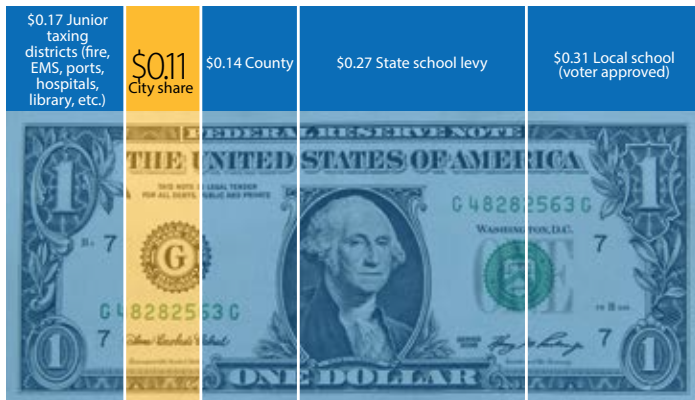 $0.17 Junior
taxing
districts (fire,
EMS, ports,
hospitals,
library, etc.)
$0.11
City share
$0.14 County
$0.27 State school levy
$0.31 Local school
(voter approved)
FEDERAL RESERVE NOTE
THE UNITED STATES OF AMERICA
1
1
THIS NOTE IS LEGAL TENDER
FOR ALL DEBTS, PUBLIC AND PRIVATE
G 48282563 G
WASHINGTON, D.C.
7
7
G
ONE
G 48282563 G
7
7
SERIES
1
1
ONE DOLLAR